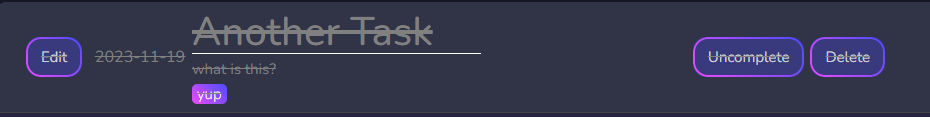 Another Task
Edit 2023-11-19 Uncomplete Delete
what is this?
yup